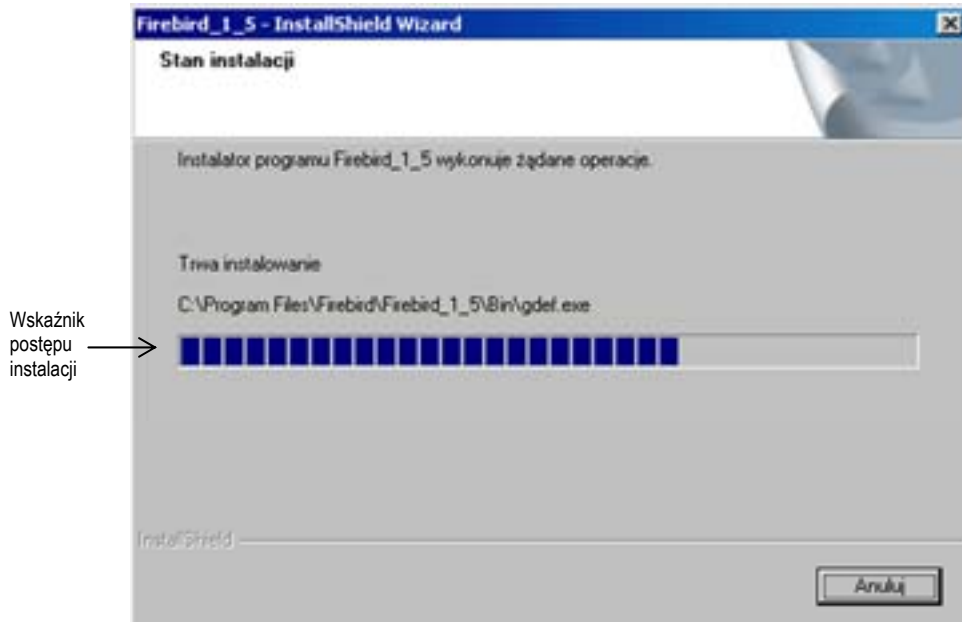 Firebird_1_5 - InstallShield Wizard
Stan instalacji
Instalator programu Firebird_1_5 wykonuje żądane operacje.
Trwa instalowanie
C:\Program Files\Firebird\Firebird_1_5\Bin\gdef.exe
Wskaźnik
postępu
instalacji
InstallShield
Anuluj